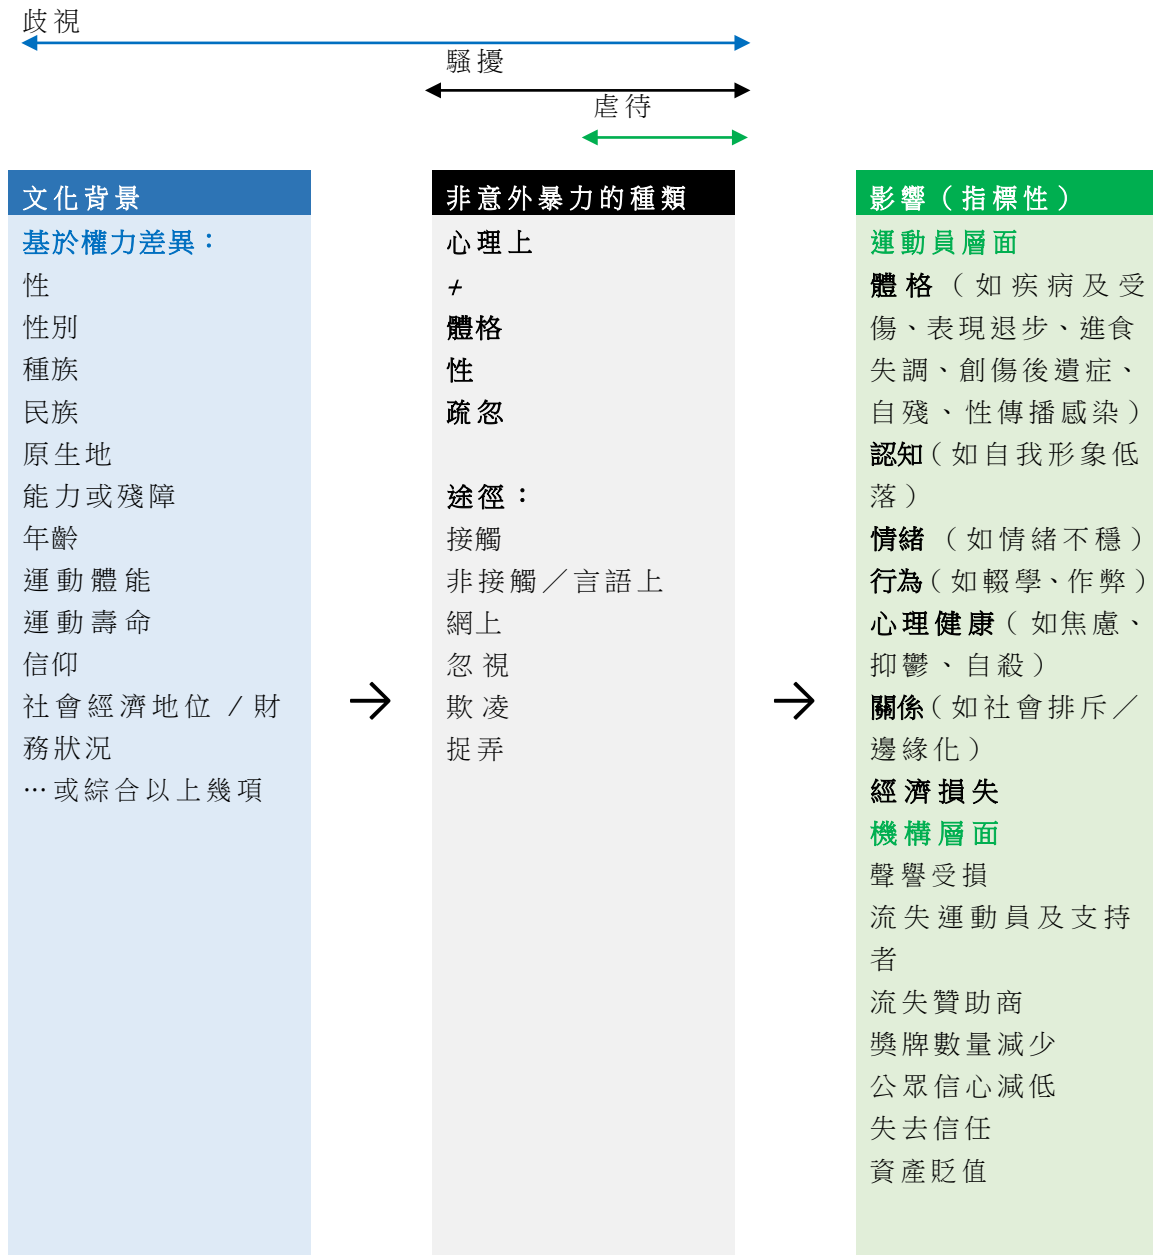 歧視
騷擾
虐待
文化背景
基於權力差異：
性
性別
種族
民族
原生地
能力或殘障
年齡
運動體能
運動壽命
信仰
社會經濟地位 / 財
務狀況
…或綜合以上幾項
非意外暴力的種類
心理上
+
體格
性
疏忽
途徑：
接觸
非接觸／言語上
網上
忽視
欺凌
捉弄
影響（指標性）
運動員層面
體格（如疾病及受
傷、表現退步、進食
失調、創傷後遺症、
自殘、性傳播感染）
認知（如自我形象低
落）
情緒（如情緒不穩）
行為（如輟學、作弊）
心理健康（如焦慮、
抑鬱、自殺）
關係（如社會排斥／
邊緣化）
經濟損失
機構層面
聲譽受損
流失運動員及支持
者
流失贊助商
獎牌數量減少
公眾信心減低
失去信任
資產貶值